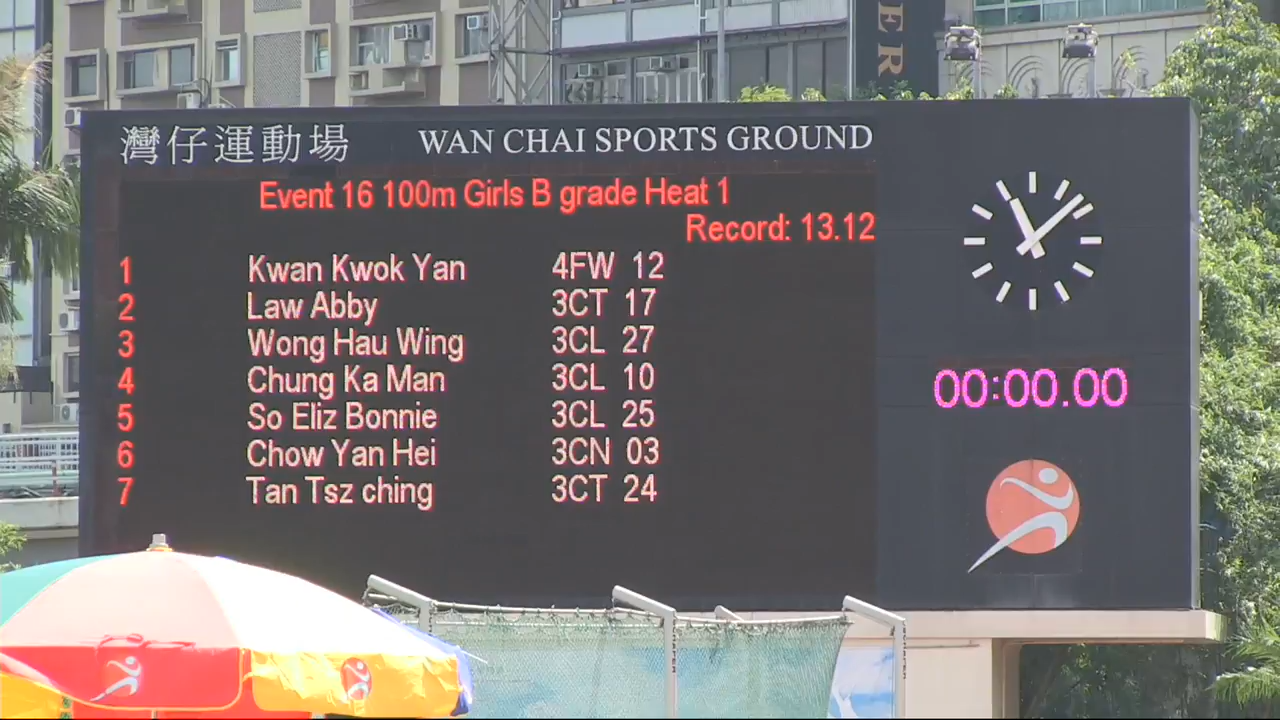 ER
灣仔運動場 WAN CHAI SPORTS GROUND
Event 16 100m Girls B grade Heat 1
Record: 13.12
1 Kwan Kwok Yan 4FW 12
2 Law Abby 3CT 17
3 Wong Hau Wing 3CL 27
4 Chung Ka Man 3CL 10
5 So Eliz Bonnie 3CL 25
6 Chow Yan Hei 3CN 03
7 Tan Tsz ching 3CT 24
00:00.00